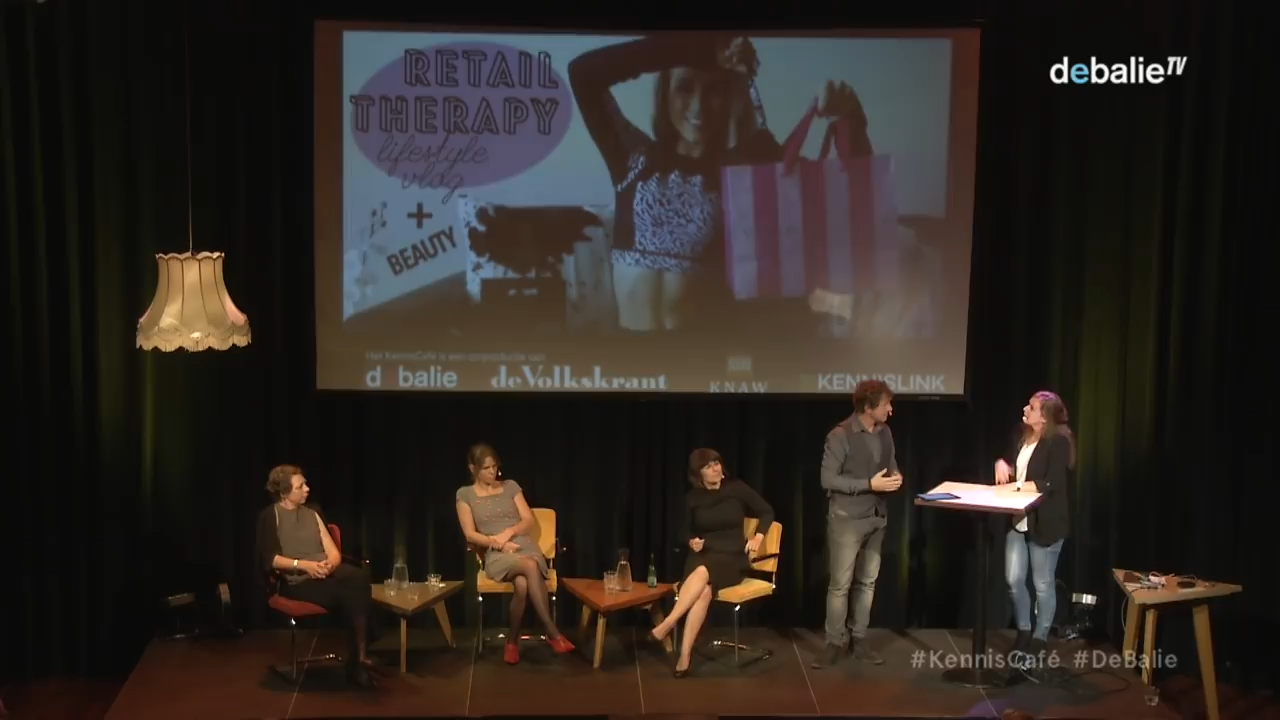 debalieTV
RETAIL
THERAPY
lifestyle
vlog
+
BEAUTY
Het KennisCafé is een coproductie van:
d balie deVolkskrant KNAW KENNISLINK
#KennisCafé #DeBalie